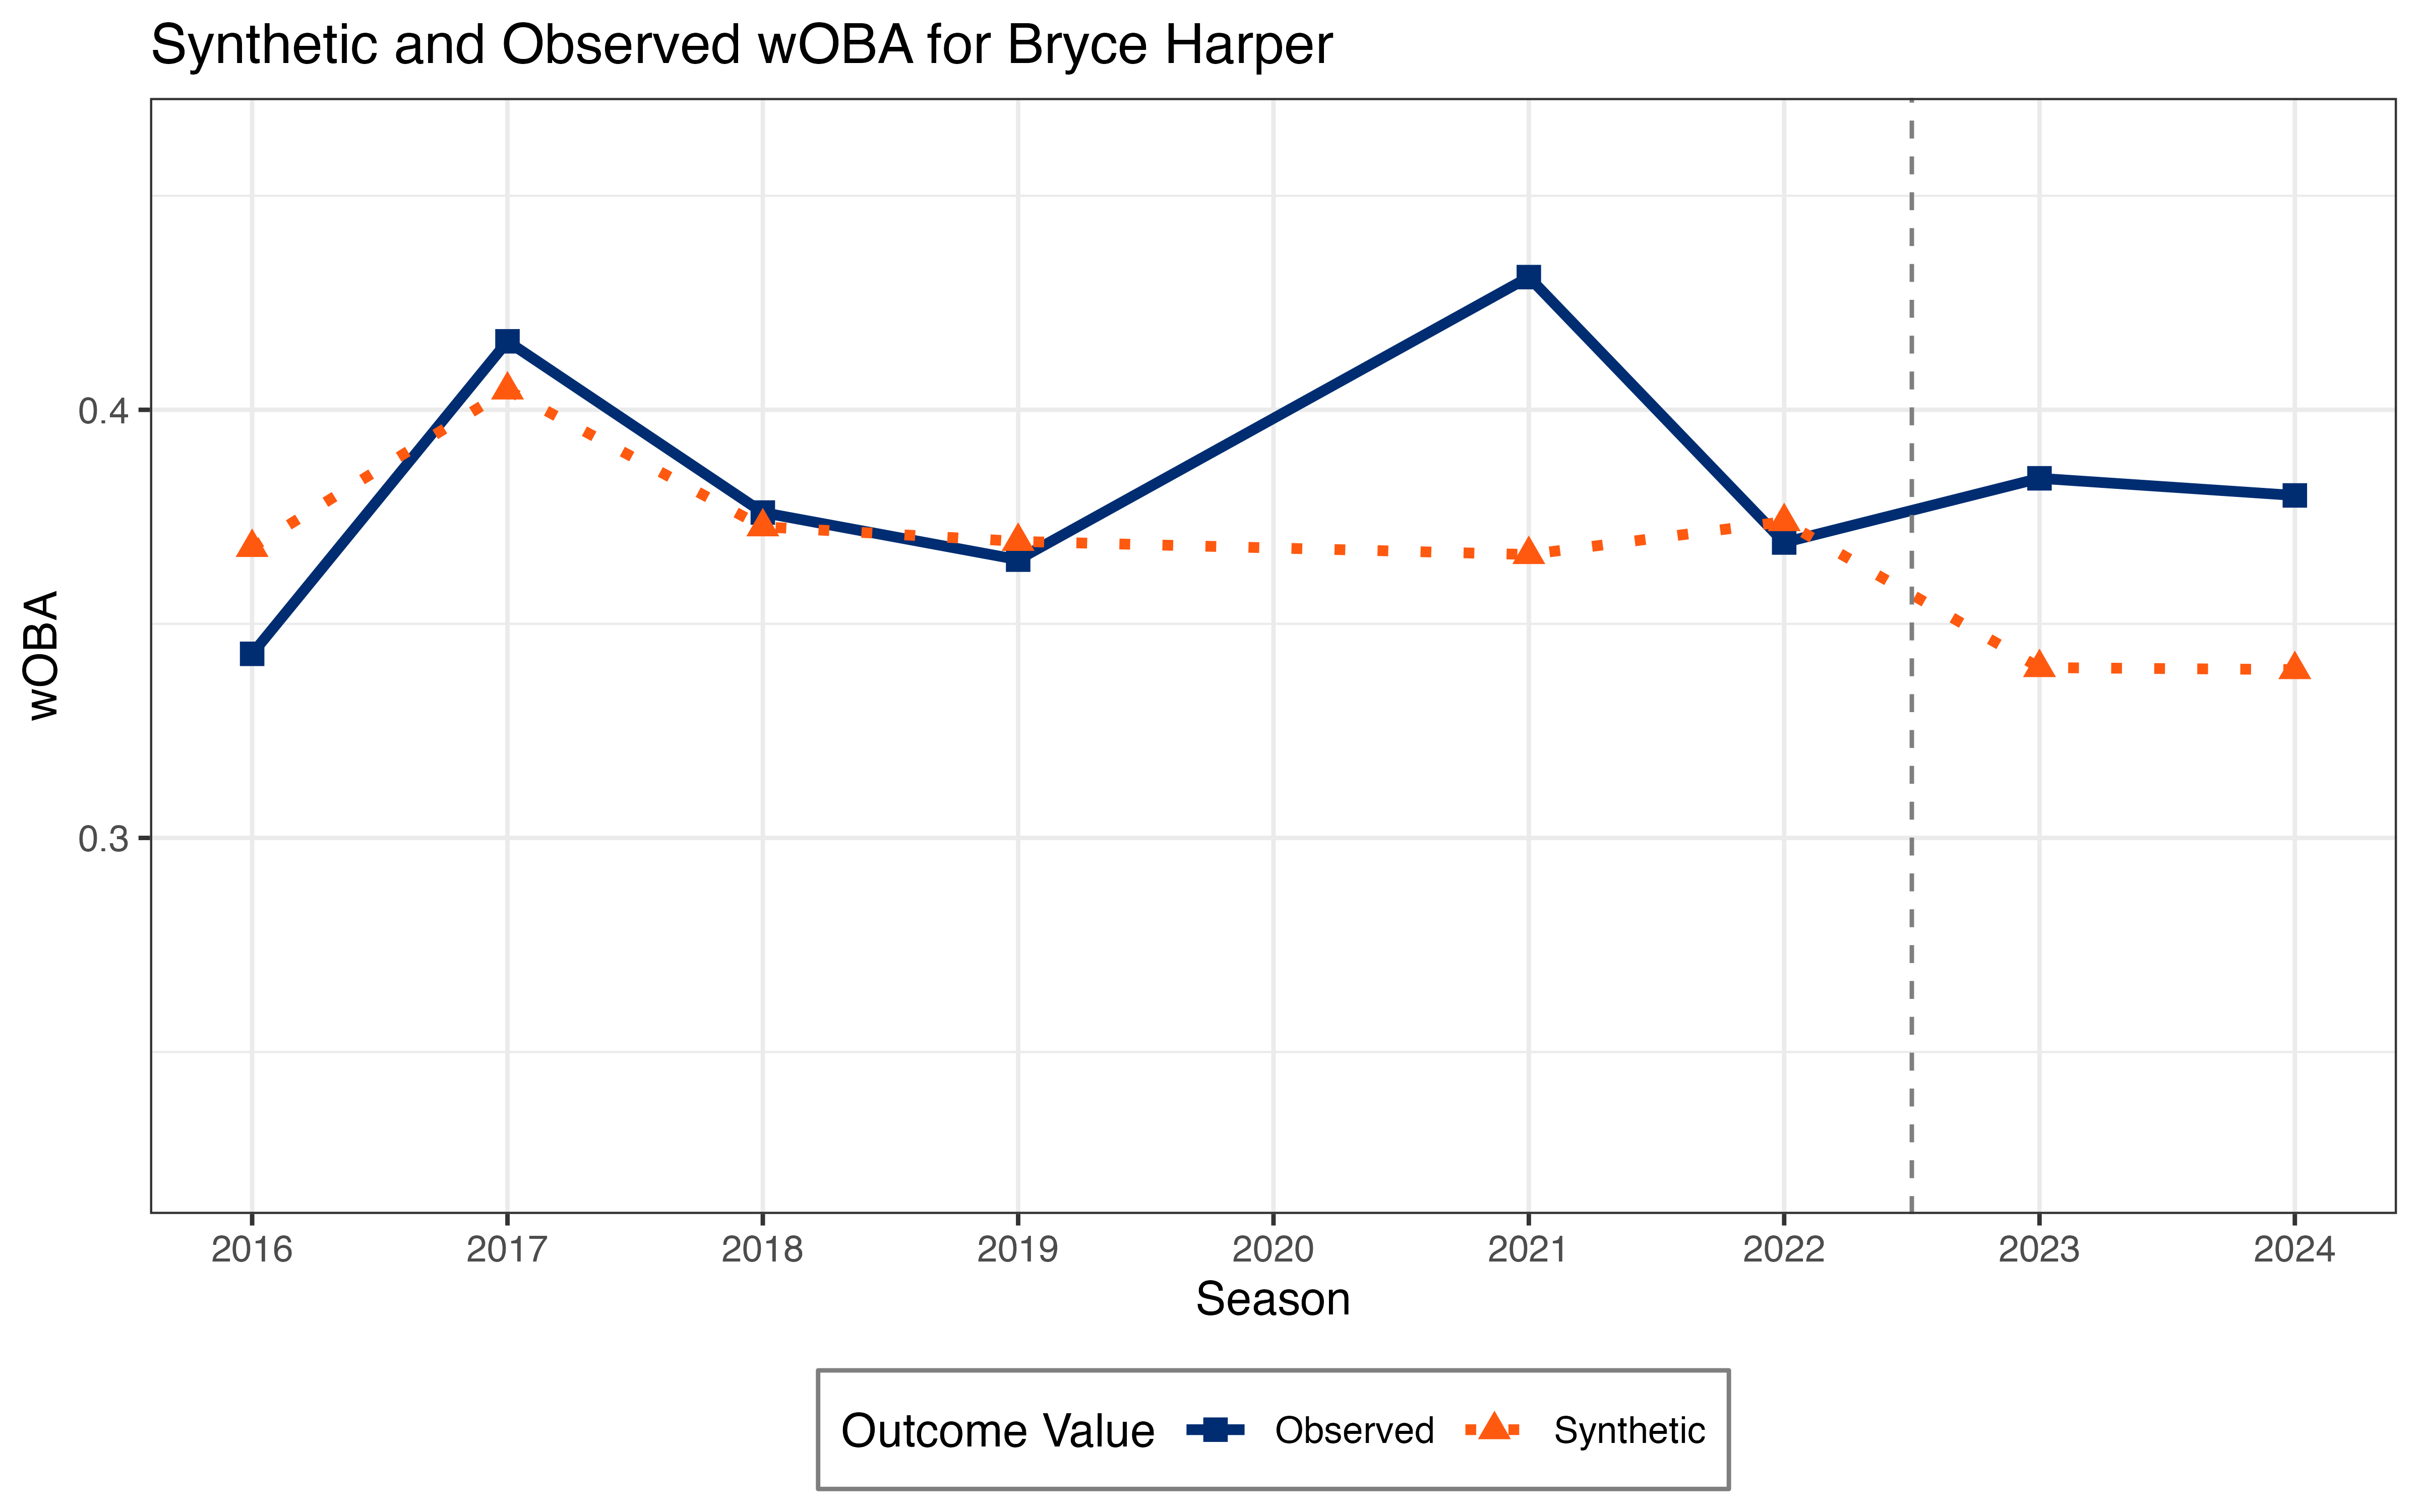 Synthetic and Observed wOBA for Bryce Harper
wOBA
0.4
0.3
2016 2017 2018 2019 2020 2021 2022 2023 2024
Season
Outcome Value Observed Synthetic